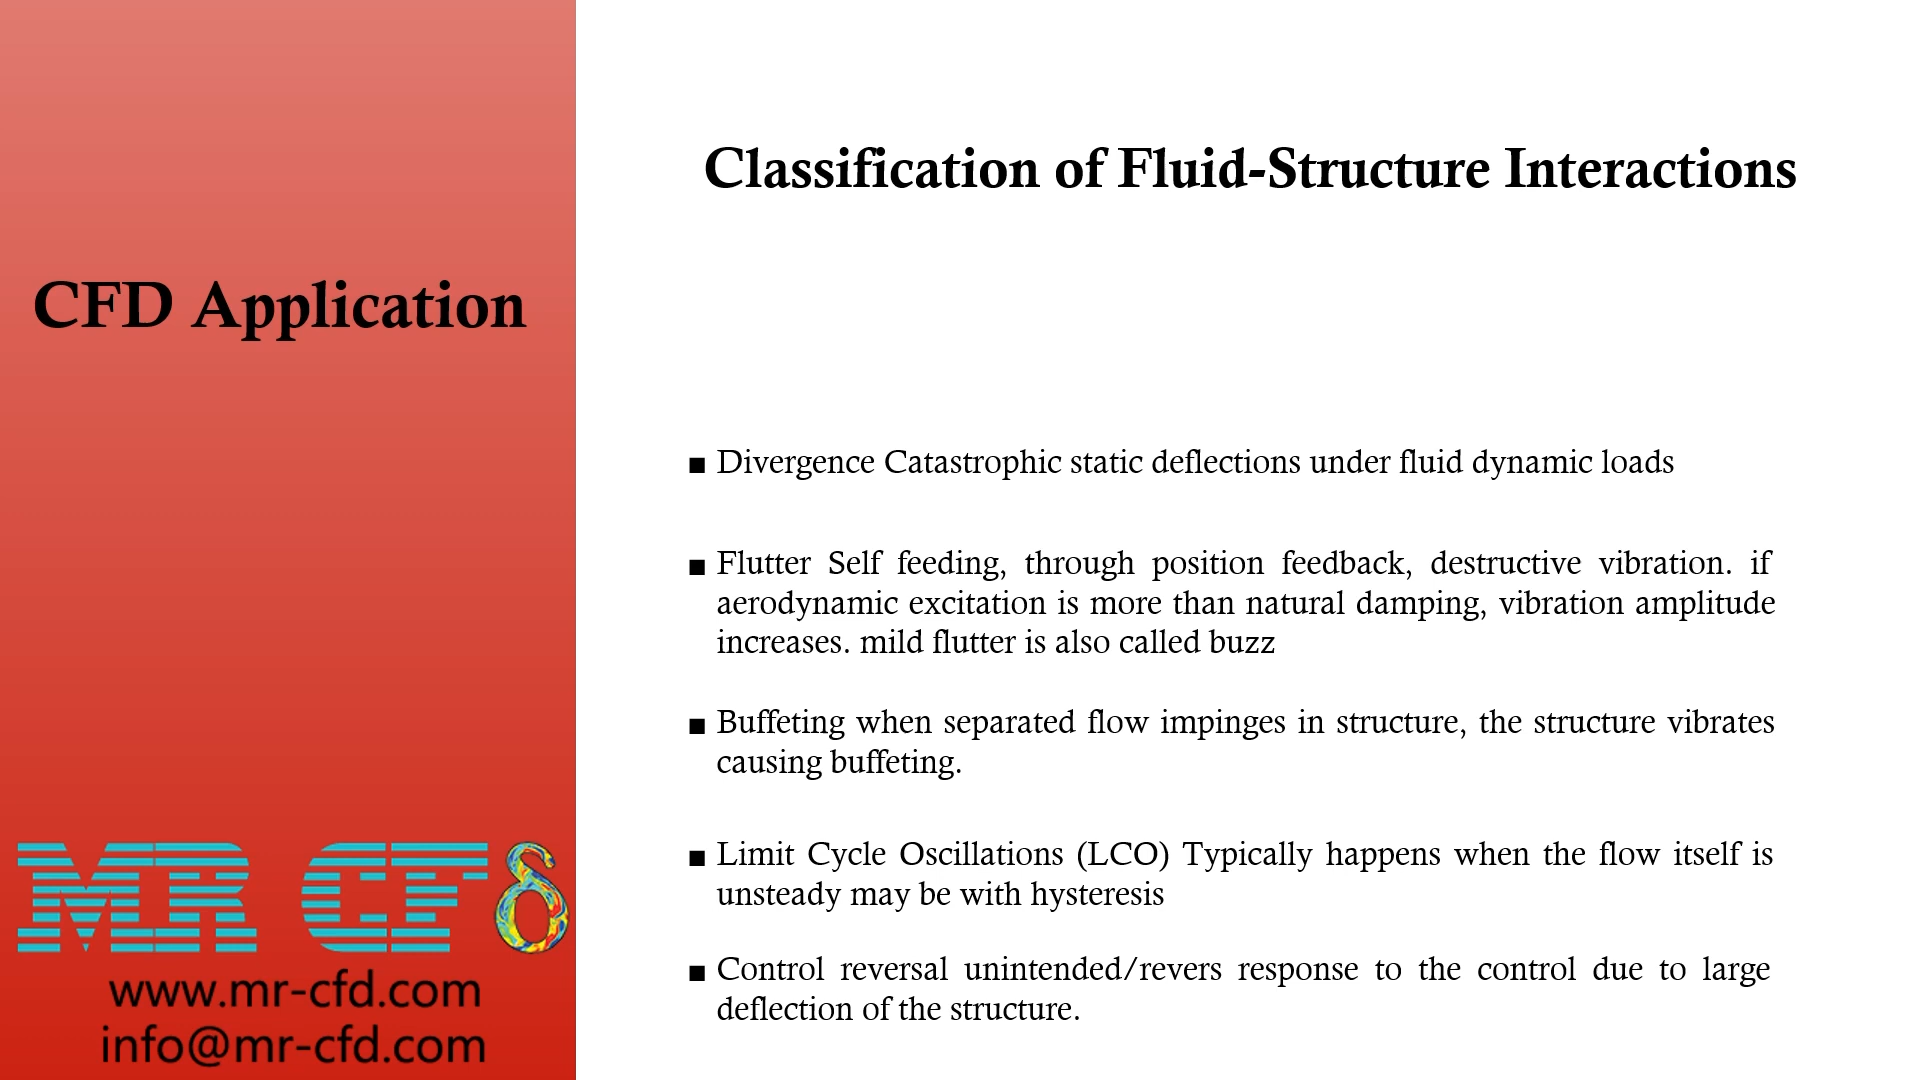 CFD Application
MR CFδ
www.mr-cfd.com
info@mr-cfd.com
Classification of Fluid-Structure Interactions
■ Divergence Catastrophic static deflections under fluid dynamic loads
■ Flutter Self feeding, through position feedback, destructive vibration. if
aerodynamic excitation is more than natural damping, vibration amplitude
increases. mild flutter is also called buzz
■ Buffeting when separated flow impinges in structure, the structure vibrates
causing buffeting.
■ Limit Cycle Oscillations (LCO) Typically happens when the flow itself is
unsteady may be with hysteresis
■ Control reversal unintended/revers response to the control due to large
deflection of the structure.